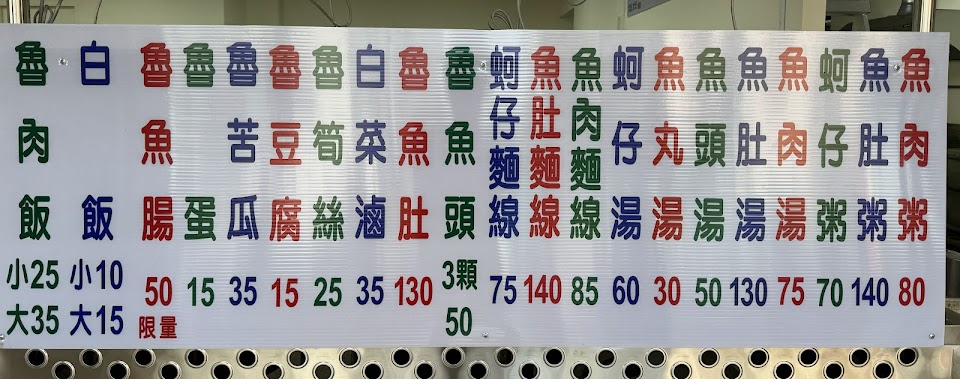 魯肉飯
小25
大35
白飯
小10
大15
魯魚腸
50
限量
魯蛋
15
魯苦瓜
35
魯豆腐
15
魯筍絲
25
白菜滷
35
魯魚肚
130
魯魚頭
3顆
50
蚵仔麵線
75
魚肚麵線
140
魚肉麵線
85
蚵仔湯
60
魚丸湯
30
魚頭湯
50
魚肚湯
130
魚肉湯
75
蚵仔粥
70
魚肚粥
140
魚肉粥
80